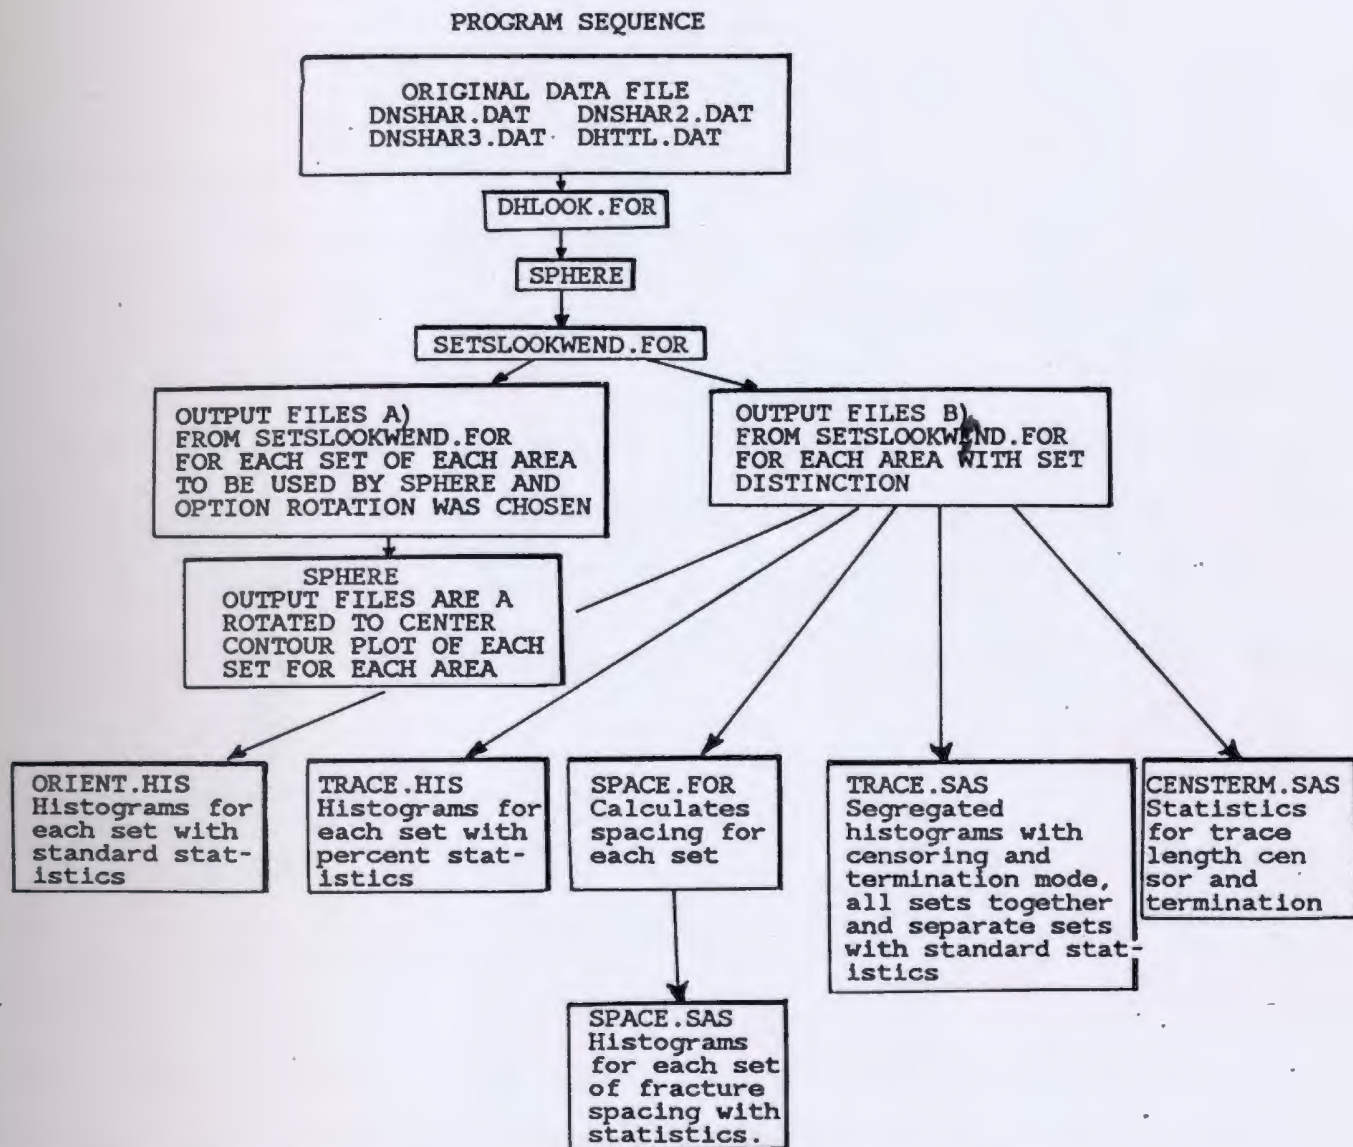 PROGRAM SEQUENCE
ORIGINAL DATA FILE
DNSHAR.DAT DNSHAR2.DAT
DNSHAR3.DAT DHTTL.DAT
DHLOOK.FOR
SPHERE
SETSLOOKWEND.FOR
OUTPUT FILES A)
FROM SETSLOOKWEND.FOR
FOR EACH SET OF EACH AREA
TO BE USED BY SPHERE AND
OPTION ROTATION WAS CHOSEN
OUTPUT FILES B)
FROM SETSLOOKWEND.FOR
FOR EACH AREA WITH SET
DISTINCTION
SPHERE
OUTPUT FILES ARE A
ROTATED TO CENTER
CONTOUR PLOT OF EACH
SET FOR EACH AREA
ORIENT.HIS
Histograms for
each set with
standard stat-
istics
TRACE.HIS
Histograms for
each set with
percent stat-
istics
SPACE.FOR
Calculates
spacing for
each set
TRACE.SAS
Segregated
histograms with
censoring and
termination mode,
all sets together
and separate sets
with standard stat-
istics
CENSTERM.SAS
Statistics
for trace
length cen
sor and
termination
SPACE.SAS
Histograms
for each set
of fracture
spacing with
statistics.